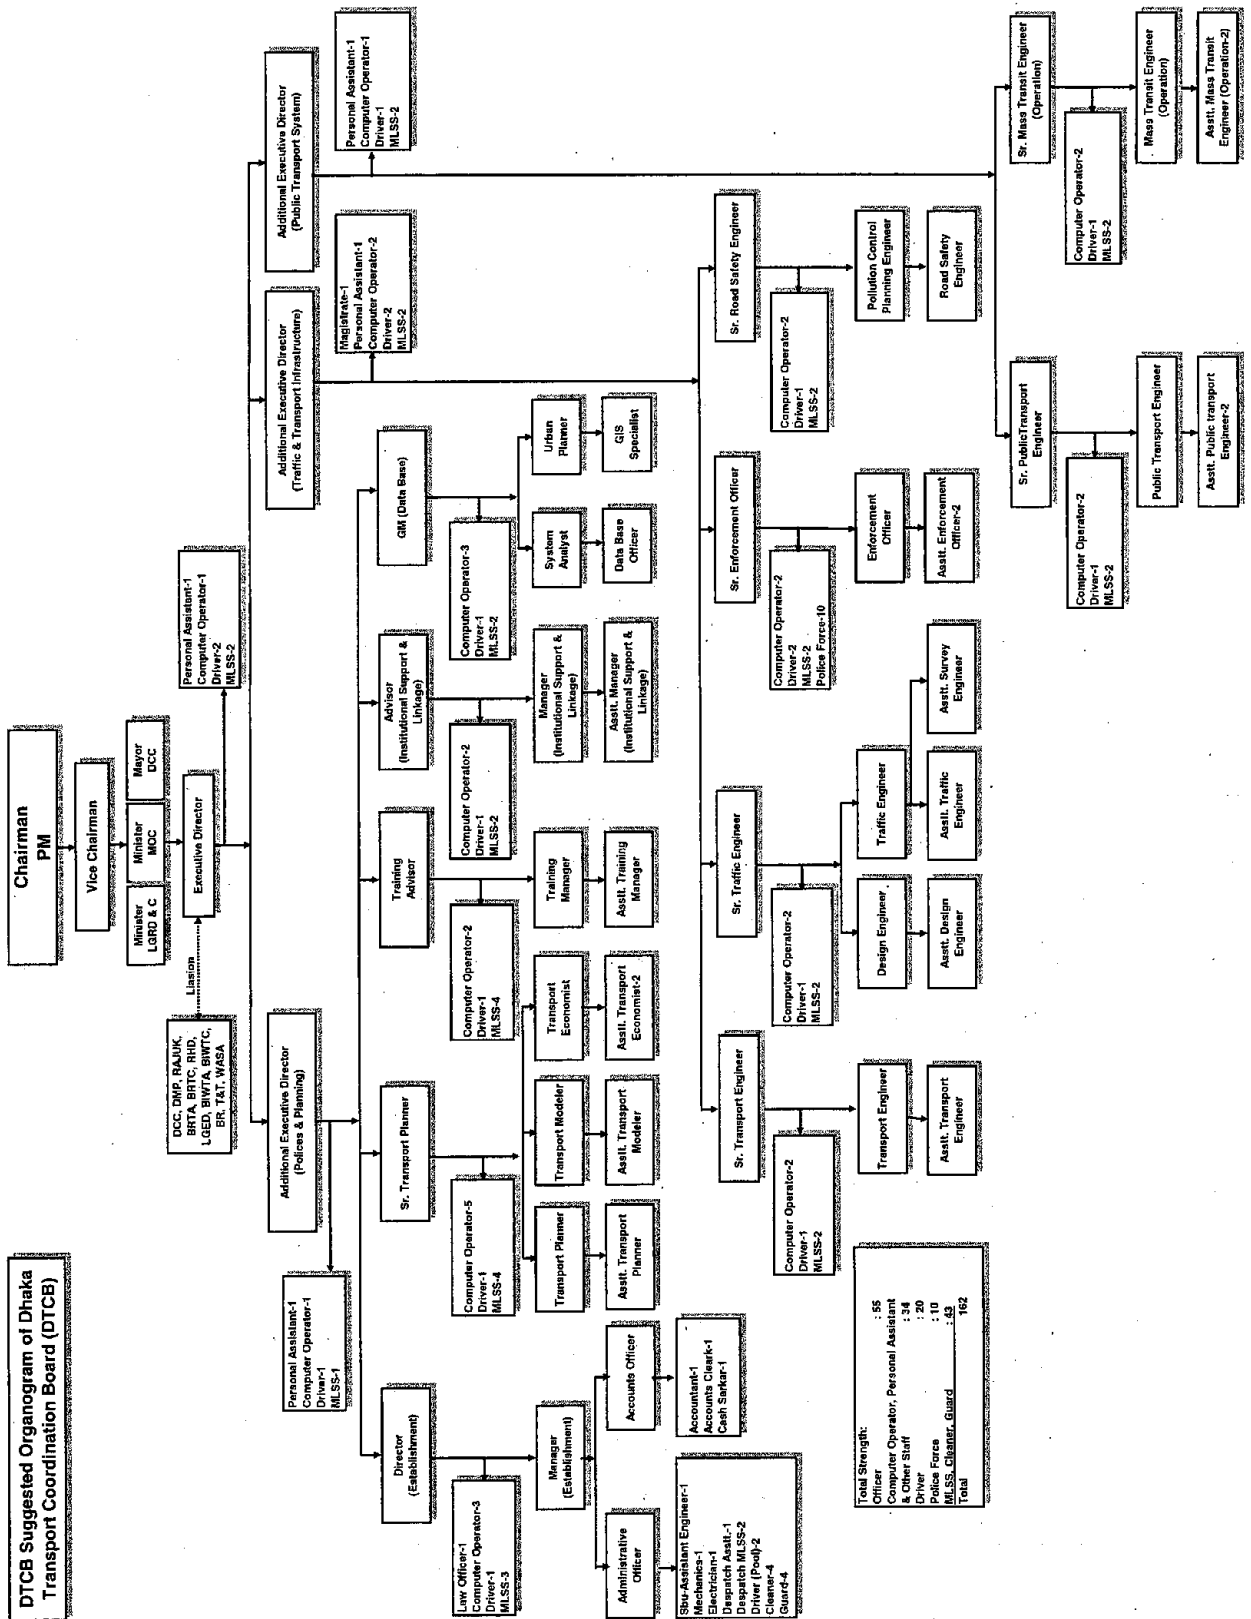 DTCB Suggested Organogram of Dhaka
Transport Coordination Board (DTCB)
Chairman
PM
Vice Chairman
Minister
LGRD & C
Minister
MOC
Mayor
DCC
Executive Director
Liasion
DCC, DMP, RAJUK,
BRTA, BRTC, RHD,
LGED, BIWTA, BIWTC,
BR, T&T, WASA
Personal Assistant-1
Computer Operator-1
Driver-2
MLSS-2
Additional Executive Director
(Polices & Planning)
Additional Executive Director
(Traffic & Transport Infrastructure)
Additional Executive Director
(Public Transport System)
Personal Assistant-1
Computer Operator-1
Driver-1
MLSS-1
Magistrate-1
Personal Assistant-1
Computer Operator-2
Driver-2
MLSS-2
Personal Assistant-1
Computer Operator-1
Driver-1
MLSS-2
Director
(Establishment)
Sr. Transport Planner
Training
Advisor
Advisor
(Institutional Support &
Linkage)
GM (Data Base)
Law Officer-1
Computer Operator-3
Driver-1
MLSS-3
Computer Operator-5
Driver-1
MLSS-4
Computer Operator-2
Driver-1
MLSS-4
Computer Operator-2
Driver-1
MLSS-2
Computer Operator-3
Driver-1
MLSS-2
Manager
(Establishment)
Transport Planner
Transport Modeler
Transport
Economist
Training
Manager
Manager
(Institutional Support &
Linkage)
System
Analyst
Urban
Planner
Administrative
Officer
Accounts Officer
Asstt. Transport
Planner
Asstt. Transport
Modeler
Asstt. Transport
Economist-2
Asstt. Training
Manager
Asstt. Manager
(Institutional Support &
Linkage)
Data Base
Officer
GIS
Specialist
Sbu-Assistant Engineer-1
Mechanics-1
Electrician-1
Despatch Asstt.-1
Despatch MLSS-2
Driver (Pool)-2
Cleaner-4
Guard-4
Accountant-1
Accounts Cleark-1
Cash Sarkar-1
Sr. Transport Engineer
Sr. Traffic Engineer
Sr. Enforcement Officer
Sr. Road Safety Engineer
Computer Operator-2
Driver-1
MLSS-2
Computer Operator-2
Driver-1
MLSS-2
Computer Operator-2
Driver-2
MLSS-2
Police Force-10
Computer Operator-2
Driver-1
MLSS-2
Transport Engineer
Design Engineer
Traffic Engineer
Enforcement
Officer
Pollution Control
Planning Engineer
Asstt. Transport
Engineer
Asstt. Design
Engineer
Asstt. Traffic
Engineer
Asstt. Survey
Engineer
Asstt. Enforcement
Officer-2
Road Safety
Engineer
Sr. PublicTransport
Engineer
Sr. Mass Transit Engineer
(Operation)
Computer Operator-2
Driver-1
MLSS-2
Computer Operator-2
Driver-1
MLSS-2
Public Transport Engineer
Mass Transit Engineer
(Operation)
Asstt. Public transport
Engineer-2
Asstt. Mass Transit
Engineer (Operation-2)
Total Strength:
Officer : 55
Computer Operator, Personal Assistant
& Other Staff : 34
Driver : 20
Police Force : 10
MLSS, Cleaner, Guard : 43
Total 162